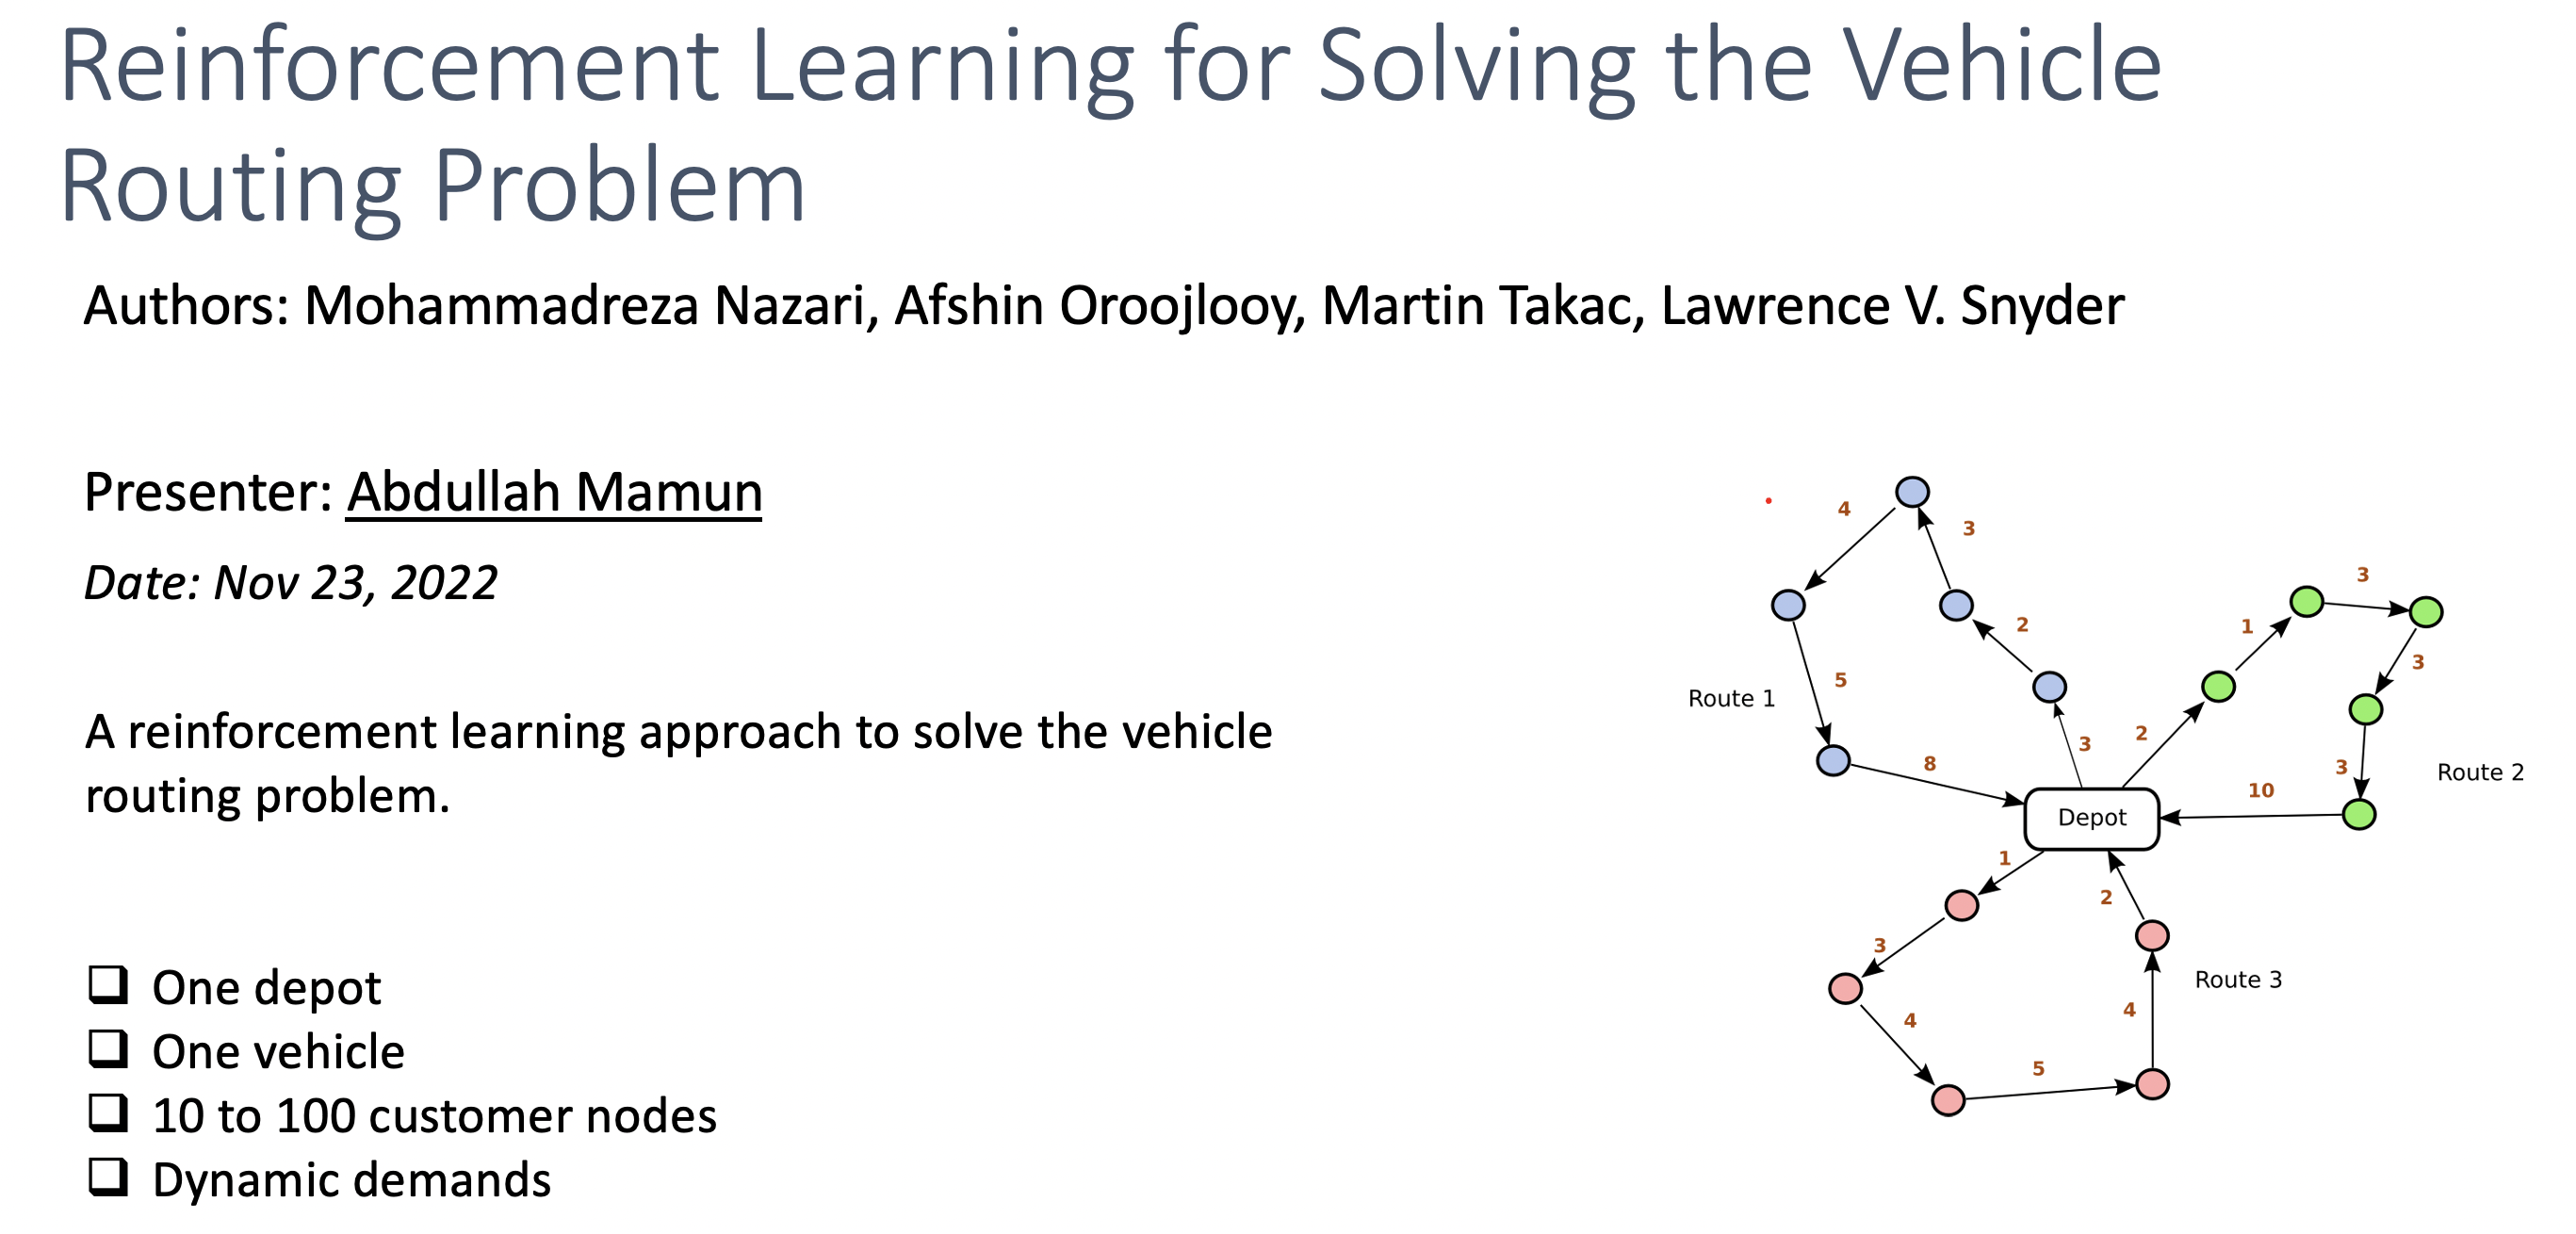 Reinforcement Learning for Solving the Vehicle
Routing Problem
Authors: Mohammadreza Nazari, Afshin Oroojlooy, Martin Takac, Lawrence V. Snyder
Presenter: Abdullah Mamun
Date: Nov 23, 2022
A reinforcement learning approach to solve the vehicle
routing problem.
One depot
One vehicle
10 to 100 customer nodes
Dynamic demands
4
3
2
5
Route 1
8
3
2
1
3
3
3
Route 2
10
Depot
1
2
3
Route 3
4
4
5